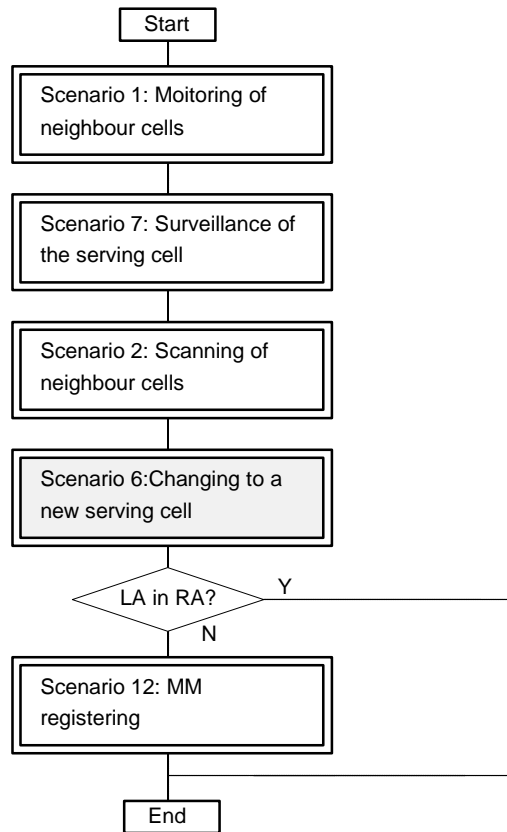 Start
Scenario 1: Moitoring of
neighbour cells
Scenario 7: Surveillance of
the serving cell
Scenario 2: Scanning of
neighbour cells
Scenario 6:Changing to a
new serving cell
LA in RA?
Y
N
Scenario 12: MM
registering
End